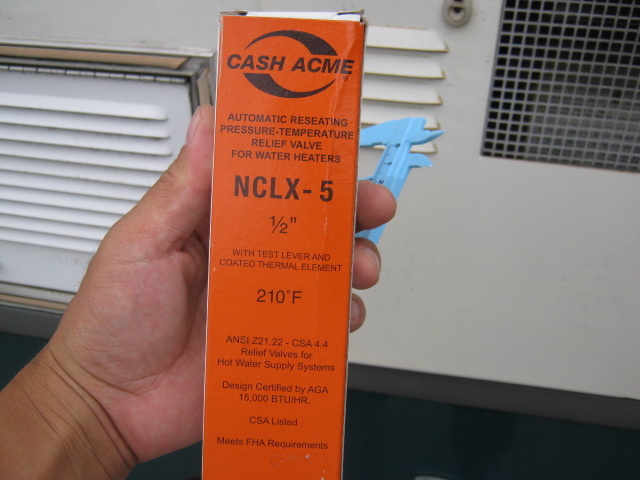 CASH ACME
AUTOMATIC RESEATING
PRESSURE-TEMPERATURE
RELIEF VALVE
FOR WATER HEATERS
NCLX- 5
½"
WITH TEST LEVER AND
COATED THERMAL ELEMENT
210°F
ANSI Z21.22 - CSA 4.4
Relief Valves for
Hot Water Supply Systems
Design Certified by AGA
15,000 BTU/HR.
CSA Listed
Meets FHA Requirements